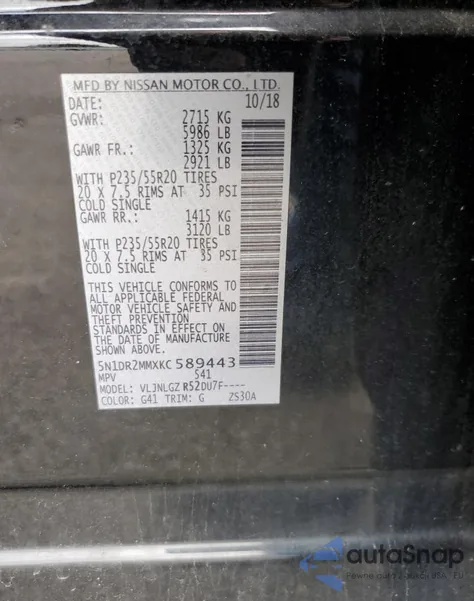 MFD BY NISSAN MOTOR CO., LTD.
DATE: 10/18
GVWR: 2715 KG
5986 LB
GAWR FR.: 1325 KG
2921 LB
WITH P235/55R20 TIRES
20 x 7.5 RIMS AT 35 PSI
COLD SINGLE
GAWR RR.: 1415 KG
3120 LB
WITH P235/55R20 TIRES
20 x 7.5 RIMS AT 35 PSI
COLD SINGLE
THIS VEHICLE CONFORMS TO
ALL APPLICABLE FEDERAL
MOTOR VEHICLE SAFETY AND
THEFT PREVENTION
STANDARDS IN EFFECT ON
THE DATE OF MANUFACTURE
SHOWN ABOVE.
5N1DR2MMXKC 589443
MPV 541
MODEL: VLJNLGZ R52DU7F----
COLOR: G41 TRIM: G ZS30A
autoSnap